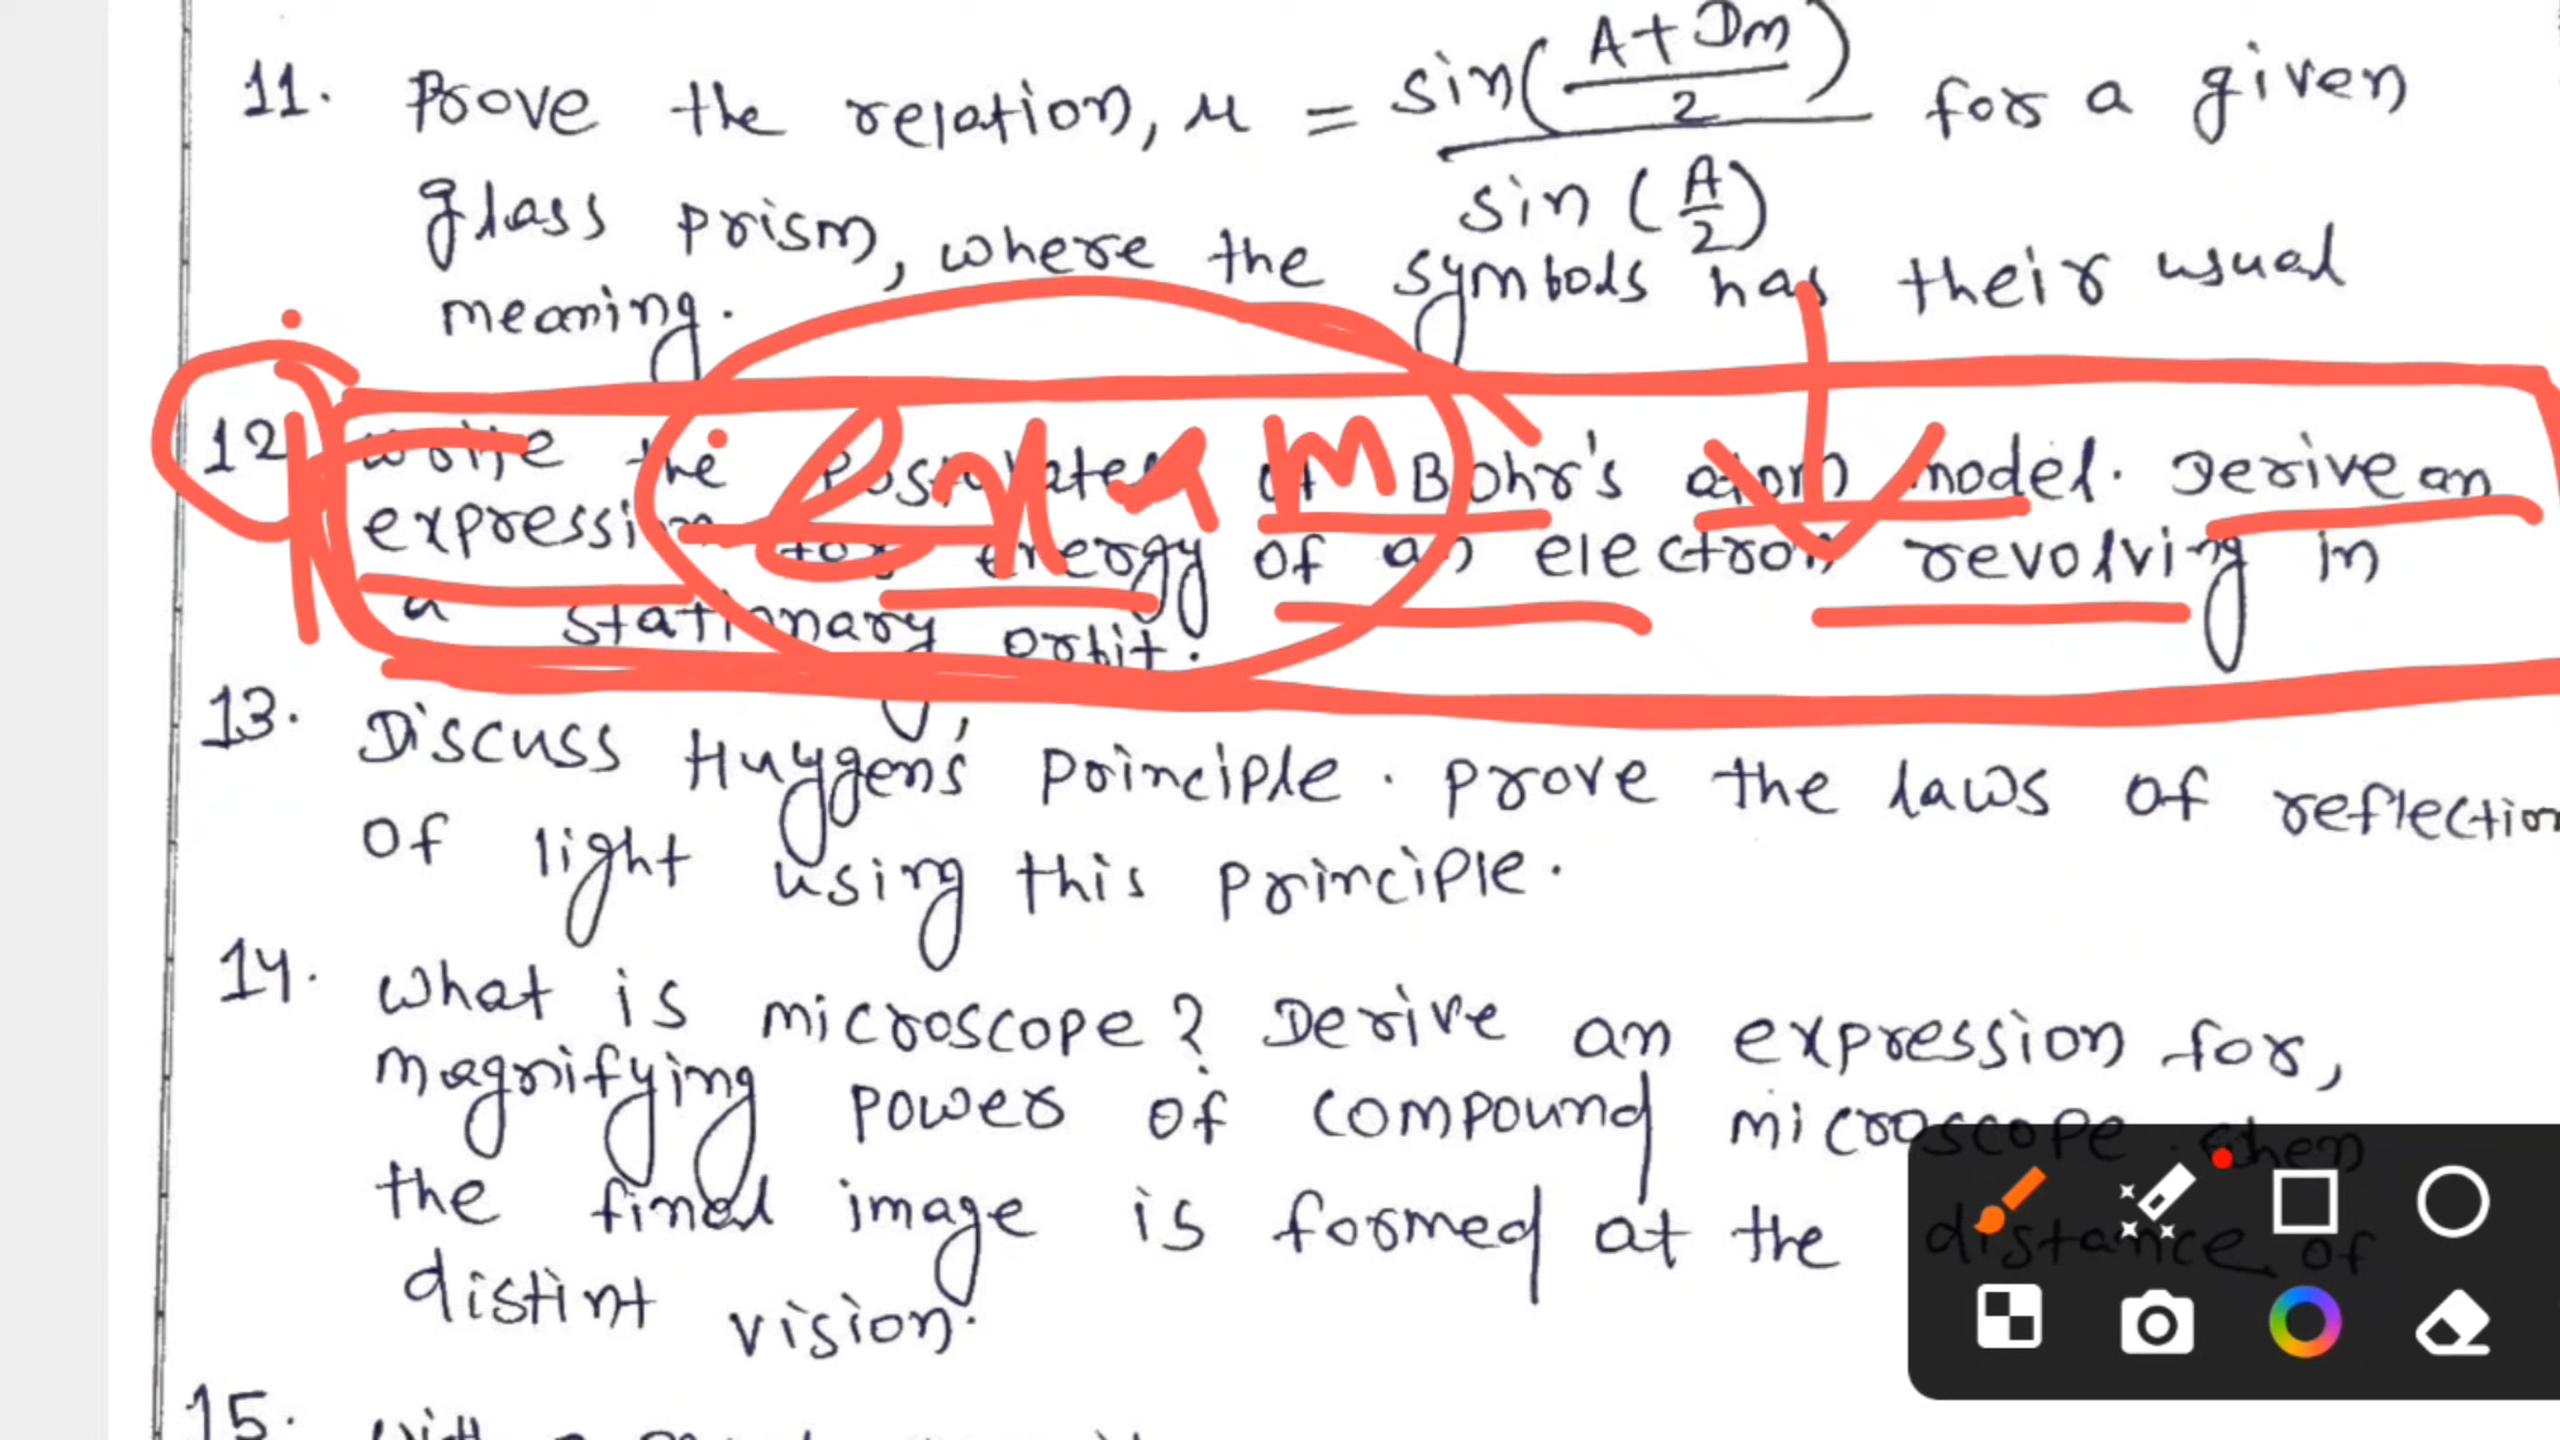 11. Prove the relation, μ = sin((A+Dm)/2) / sin(A/2) for a given
glass prism, where the symbols has their usual
meaning.
exam
12 write the Postulates of Bohr's atom model. Derive an
expression for energy of an electron revolving in
a stationary orbit.
13. Discuss Huygens' principle. prove the laws of reflection
of light using this principle.
14. What is microscope? Derive an expression for,
magnifying power of compound microscope. when
the final image is formed at the distance of
distint vision.
15.